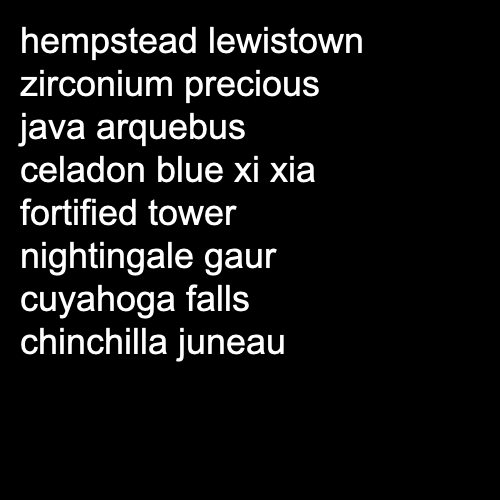 hempstead lewistown
zirconium precious
java arquebus
celadon blue xi xia
fortified tower
nightingale gaur
cuyahoga falls
chinchilla juneau